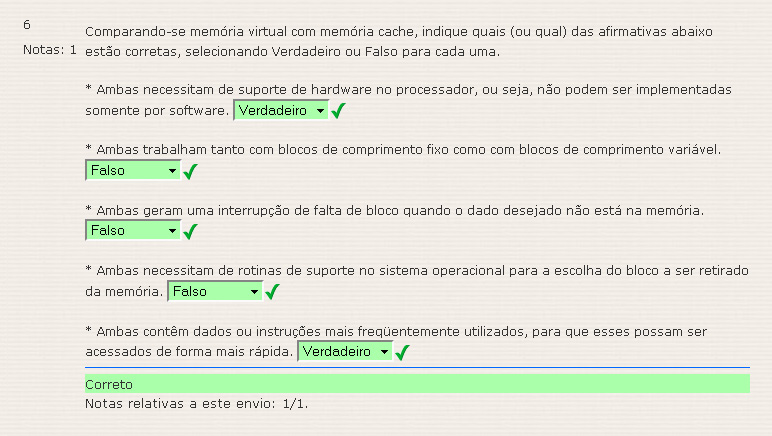 6
Notas: 1
Comparando-se memória virtual com memória cache, indique quais (ou qual) das afirmativas abaixo
estão corretas, selecionando Verdadeiro ou Falso para cada uma.
* Ambas necessitam de suporte de hardware no processador, ou seja, não podem ser implementadas
somente por software. Verdadeiro
* Ambas trabalham tanto com blocos de comprimento fixo como com blocos de comprimento variável.
Falso
* Ambas geram uma interrupção de falta de bloco quando o dado desejado não está na memória.
Falso
* Ambas necessitam de rotinas de suporte no sistema operacional para a escolha do bloco a ser retirado
da memória. Falso
* Ambas contêm dados ou instruções mais freqüentemente utilizados, para que esses possam ser
acessados de forma mais rápida. Verdadeiro
Correto
Notas relativas a este envio: 1/1.